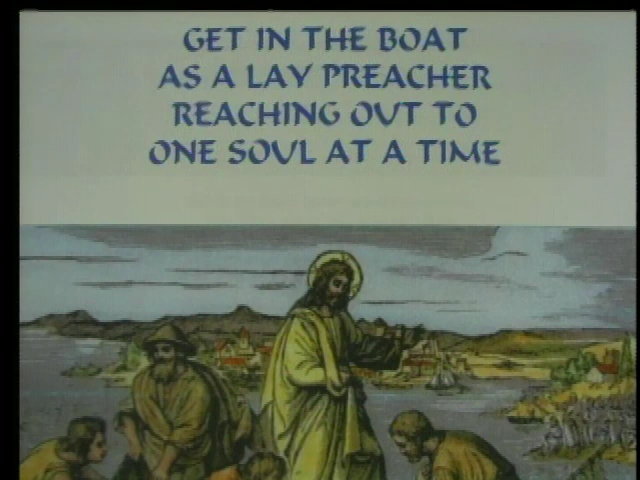 GET IN THE BOAT
AS A LAY PREACHER
REACHING OUT TO
ONE SOUL AT A TIME